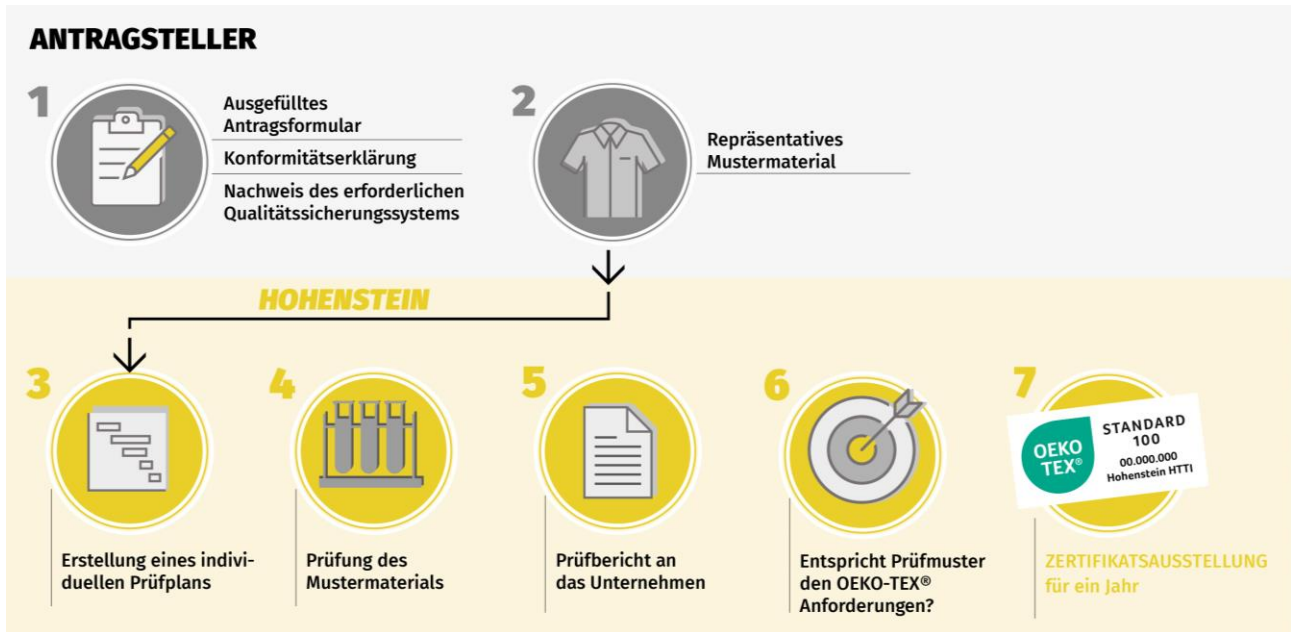 ANTRAGSTELLER
1
Ausgefülltes
Antragsformular
Konformitätserklärung
Nachweis des erforderlichen
Qualitätssicherungssystems
2
Repräsentatives
Mustermaterial
HOHENSTEIN
3
Erstellung eines indivi-
duellen Prüfplans
4
Prüfung des
Mustermaterials
5
Prüfbericht an
das Unternehmen
6
Entspricht Prüfmuster
den OEKO-TEX®
Anforderungen?
7
OEKO
TEX®
STANDARD
100
00.000.000
Hohenstein HTTI
ZERTIFIKATSAUSSTELLUNG
für ein Jahr